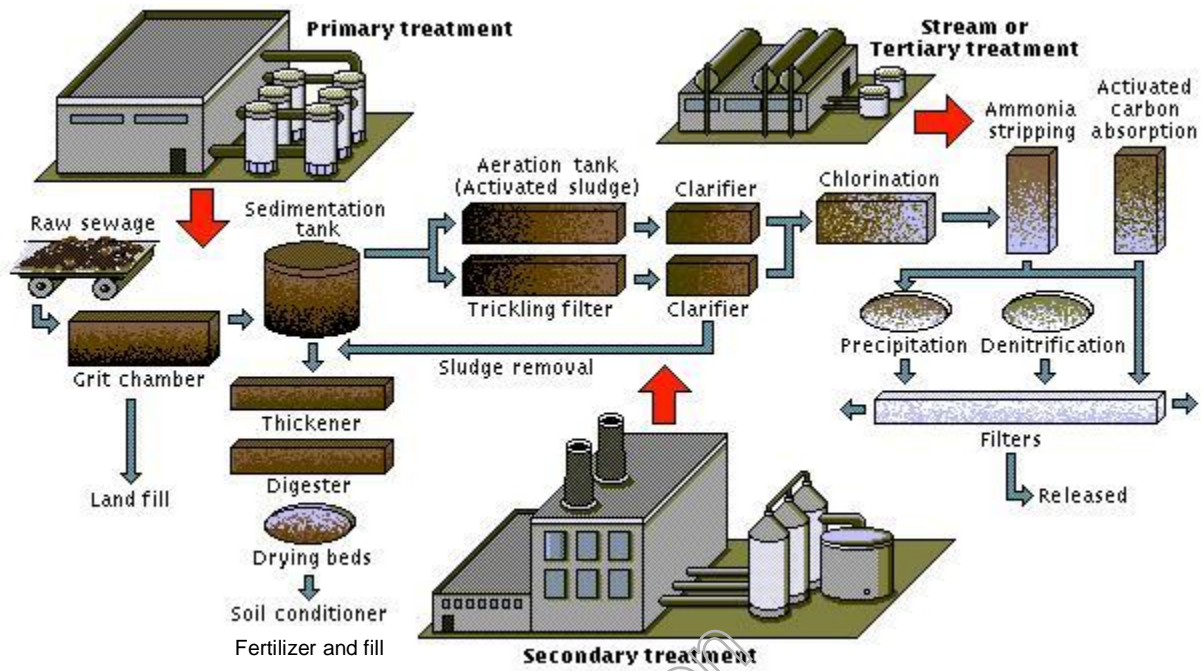 Primary treatment
Stream or
Tertiary treatment
Ammonia
stripping
Activated
carbon
absorption
Raw sewage
Sedimentation
tank
Aeration tank
(Activated sludge)
Clarifier
Chlorination
Trickling filter
Clarifier
Grit chamber
Sludge removal
Precipitation
Denitrification
Thickener
Filters
Land fill
Digester
Released
Drying beds
Soil conditioner
Fertilizer and fill
Secondary treatment